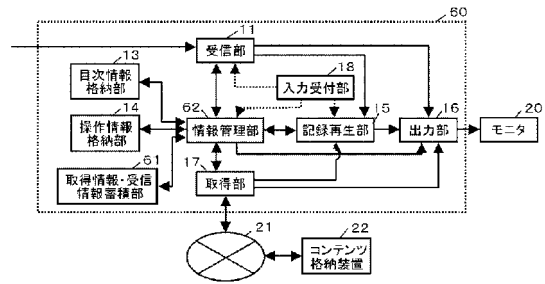 60
11
受信部
13
目次情報
格納部
18
入力受付部
14
操作情報
格納部
62
情報管理部
15
記録再生部
16
出力部
20
モニタ
61
取得情報・受信
情報蓄積部
17
取得部
21
22
コンテンツ
格納装置